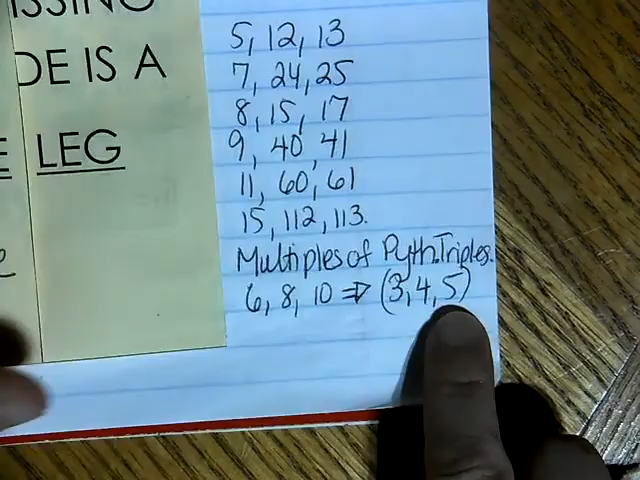 ISSING
DE IS A
LEG
5, 12, 13
7, 24, 25
8, 15, 17
9, 40, 41
11, 60, 61
15, 112, 113.
Multiples of Pyth.Triples.
6, 8, 10 ⇒ (3, 4, 5)